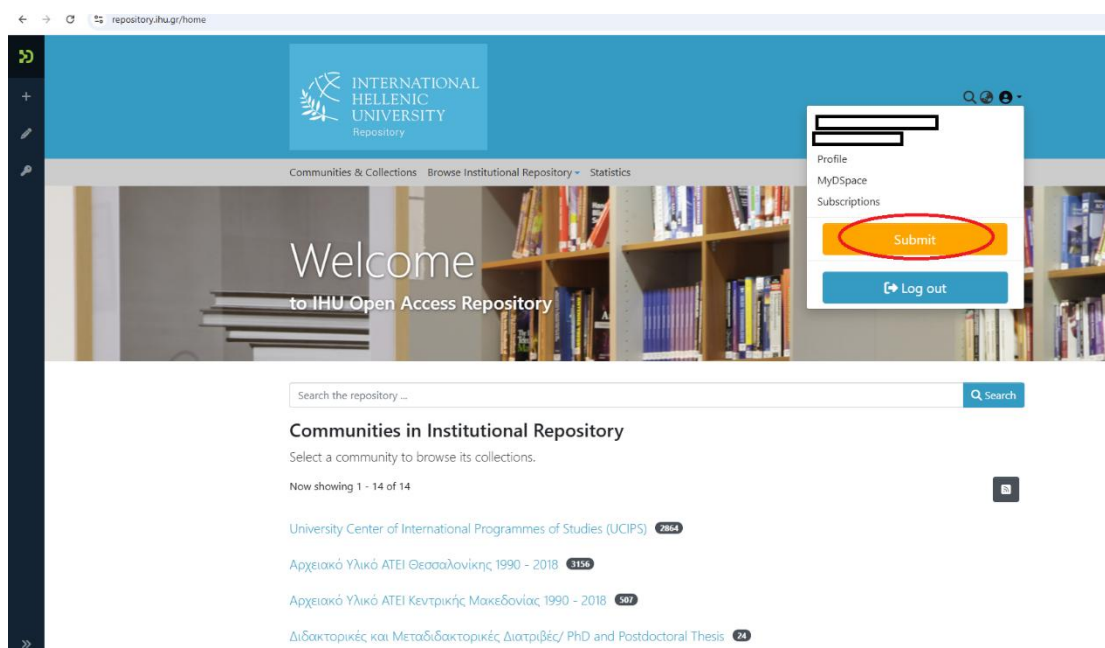 repository.ihu.gr/home
INTERNATIONAL
HELLENIC
UNIVERSITY
Repository
Profile
MyDSpace
Subscriptions
Submit
Log out
Communities & Collections Browse Institutional Repository Statistics
Welcome
to IHU Open Access Repository
Search the repository ...
Search
Communities in Institutional Repository
Select a community to browse its collections.
Now showing 1 - 14 of 14
University Center of International Programmes of Studies (UCIPS) 2864
Αρχειακό Υλικό ΑΤΕΙ Θεσσαλονίκης 1990 - 2018 3156
Αρχειακό Υλικό ΑΤΕΙ Κεντρικής Μακεδονίας 1990 - 2018 507
Διδακτορικές και Μεταδιδακτορικές Διατριβές/ PhD and Postdoctoral Thesis 24